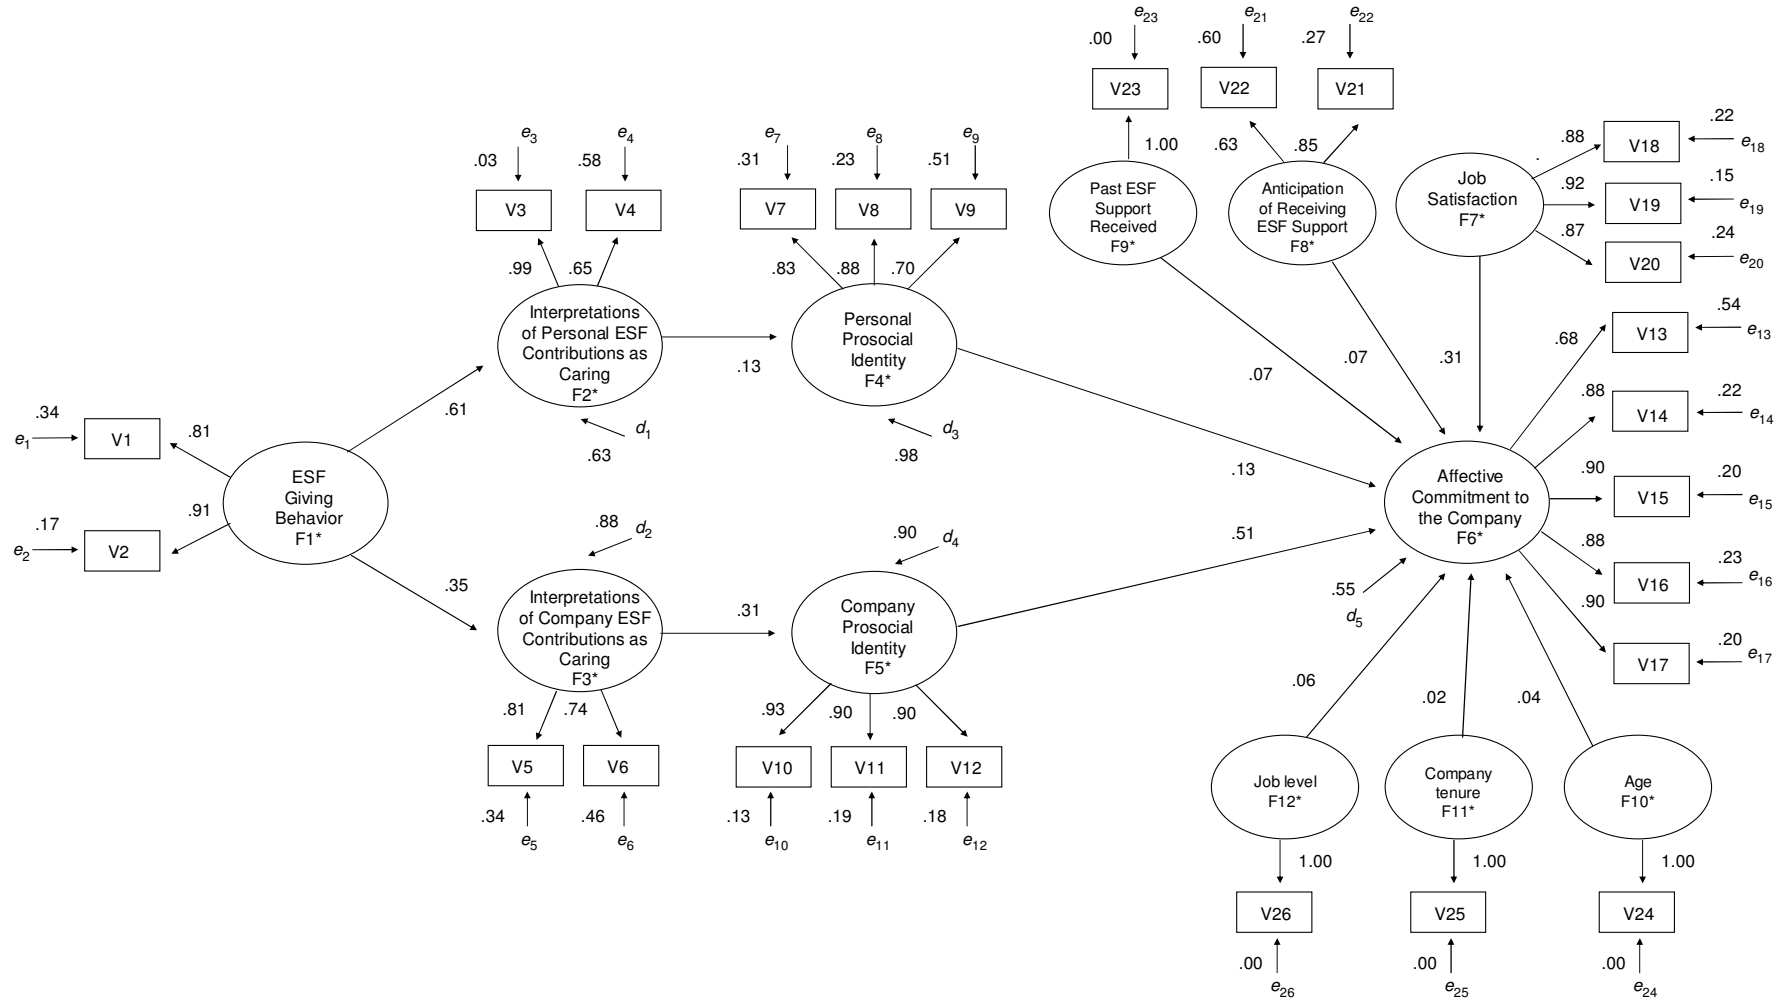 e23
e21
e22
.00
.60
.27
V23
V22
V21
1.00
.63
.85
Past ESF
Support
Received
F9*
Anticipation
of Receiving
ESF Support
F8*
Job
Satisfaction
F7*
.
.88
V18
.22
e18
.92
V19
.15
e19
.87
V20
.24
e20
e3
e4
.03
.58
V3
V4
.99
.65
Interpretations
of Personal ESF
Contributions as
Caring
F2*
d1
.63
e7
e8
e9
.31
.23
.51
V7
V8
V9
.83
.88
.70
Personal
Prosocial
Identity
F4*
d3
.98
.13
.61
.34
e1
V1
.81
.17
e2
V2
.91
ESF
Giving
Behavior
F1*
.35
.88
d2
Interpretations
of Company ESF
Contributions as
Caring
F3*
.81
.74
V5
V6
.34
.46
e5
e6
.31
.90
d4
Company
Prosocial
Identity
F5*
.93
.90
.90
V10
V11
V12
.13
.19
.18
e10
e11
e12
.07
.07
.31
.13
.51
Affective
Commitment to
the Company
F6*
.55
d5
.68
V13
.54
e13
.88
V14
.22
e14
.90
V15
.20
e15
.88
V16
.23
e16
.90
V17
.20
e17
.06
.02
.04
Job level
F12*
Company
tenure
F11*
Age
F10*
1.00
1.00
1.00
V26
V25
V24
.00
.00
.00
e26
e25
e24